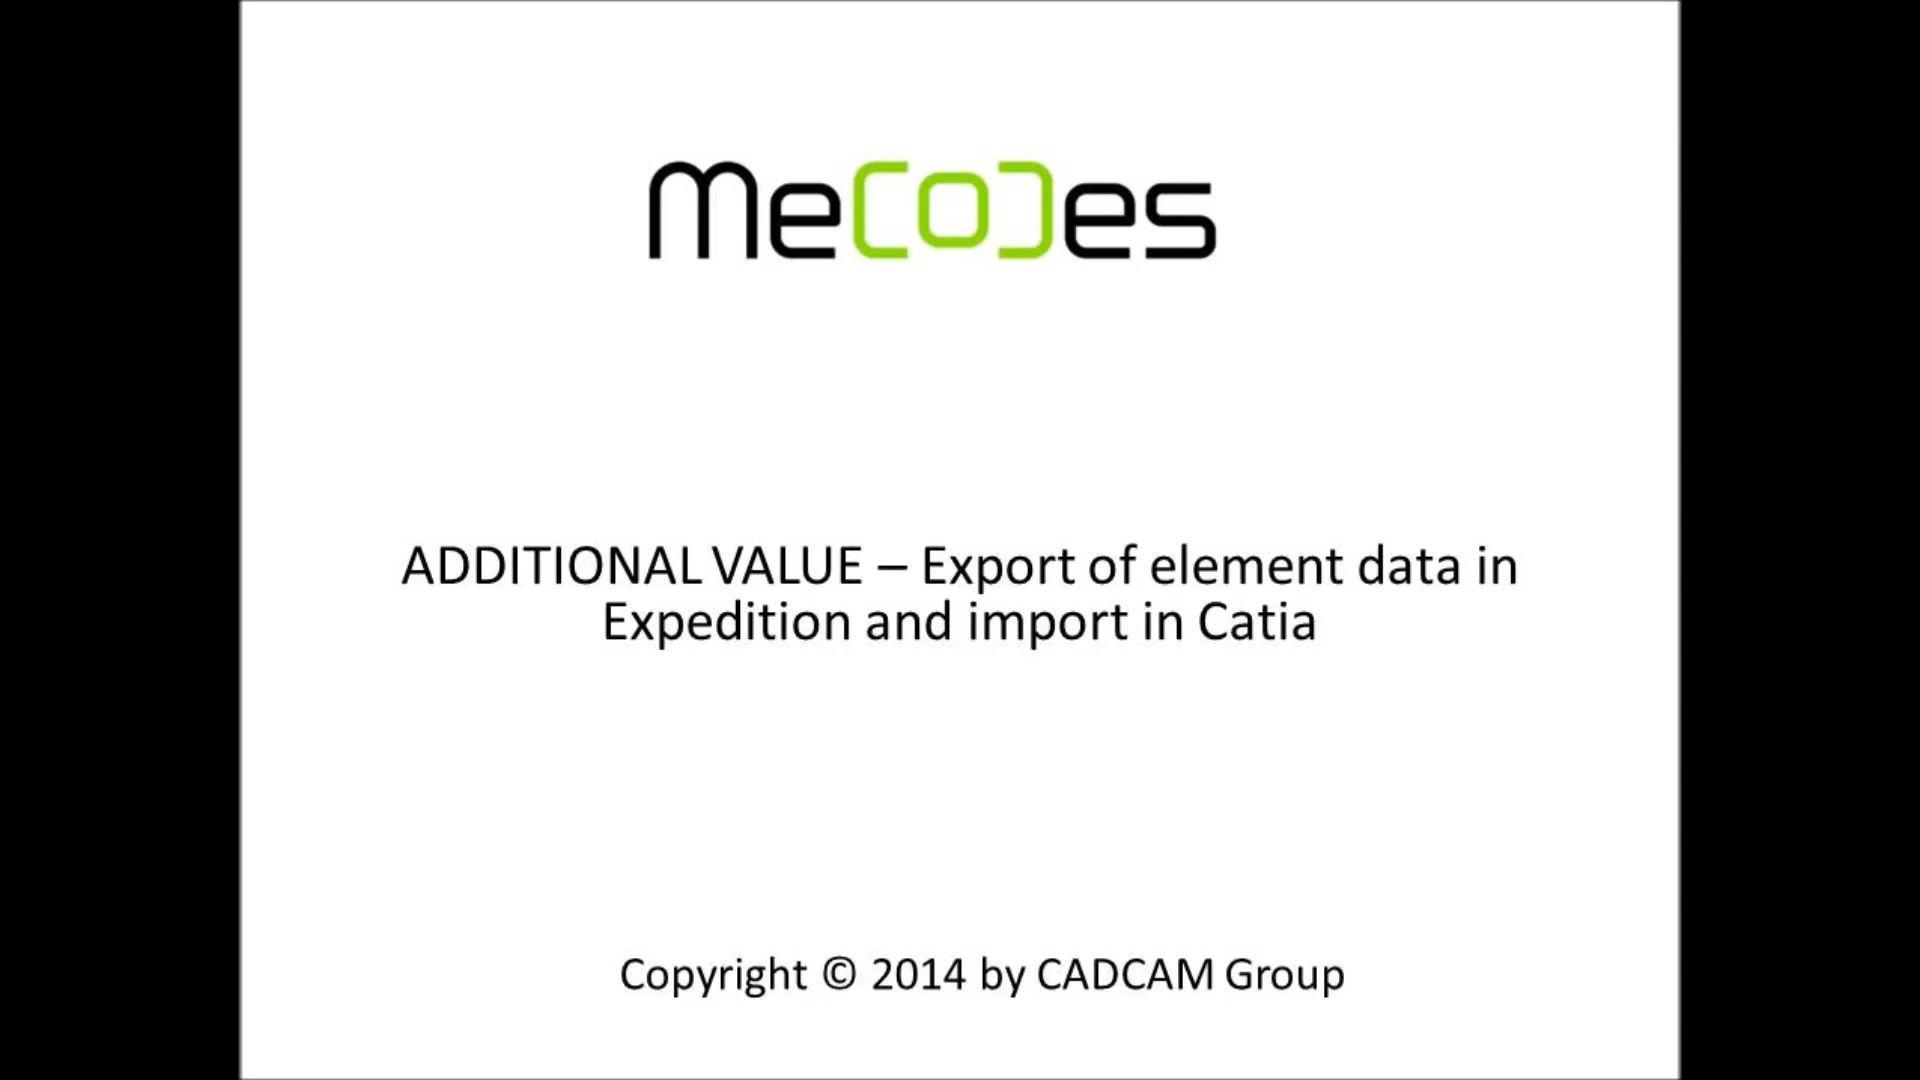 MeCoDes
ADDITIONAL VALUE – Export of element data in
Expedition and import in Catia
Copyright © 2014 by CADCAM Group